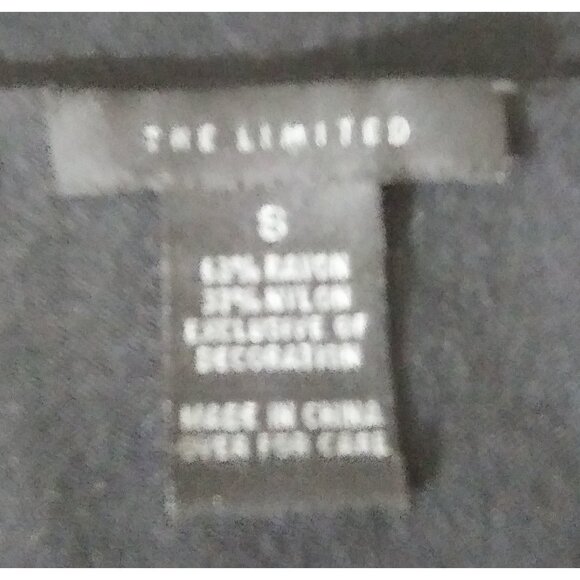 THE LIMITED
S
RAYON
NYLON
EXCLUSIVE OF
DECORATION
MADE IN CHINA
OVER FOR CARE